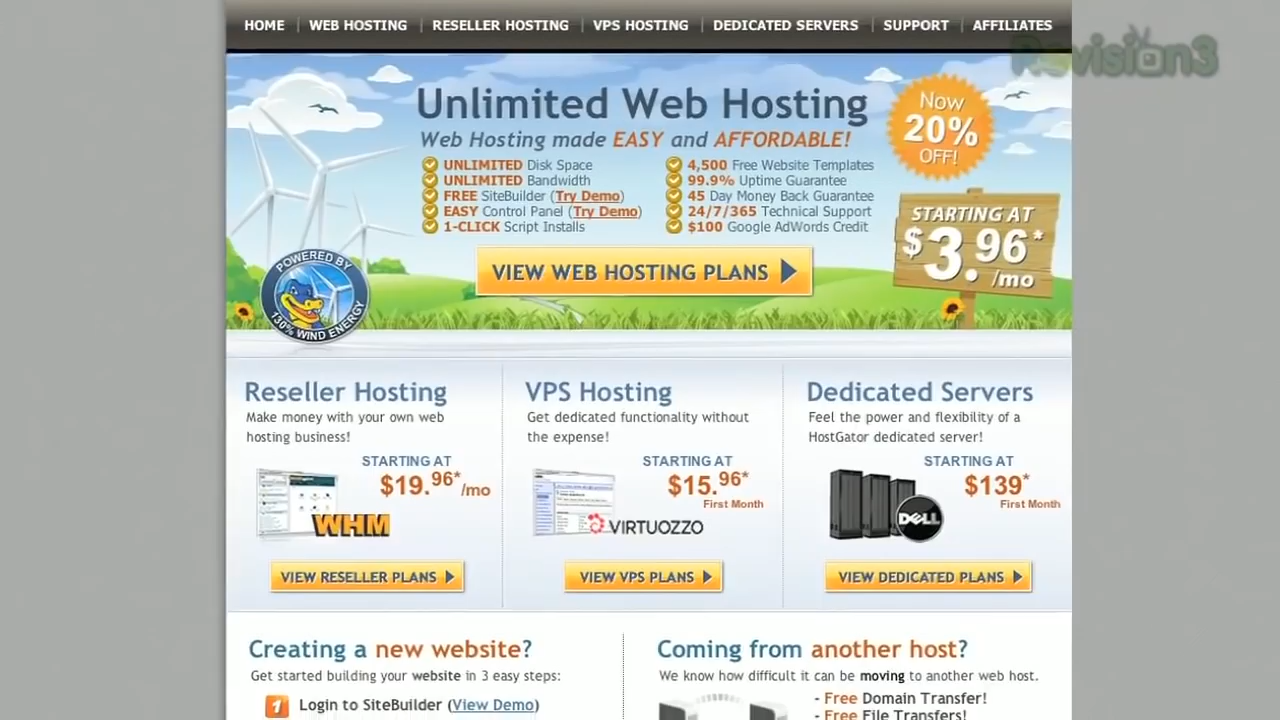 HOME WEB HOSTING RESELLER HOSTING VPS HOSTING DEDICATED SERVERS SUPPORT AFFILIATES
Revision3
Unlimited Web Hosting
Web Hosting made EASY and AFFORDABLE!
UNLIMITED Disk Space
UNLIMITED Bandwidth
FREE SiteBuilder (Try Demo)
EASY Control Panel (Try Demo)
1-CLICK Script Installs
4,500 Free Website Templates
99.9% Uptime Guarantee
45 Day Money Back Guarantee
24/7/365 Technical Support
$100 Google AdWords Credit
Now
20%
OFF!
STARTING AT
$3.96*
/mo
VIEW WEB HOSTING PLANS
POWERED BY
130% WIND ENERGY
Reseller Hosting
Make money with your own web
hosting business!
STARTING AT
$19.96*/mo
WHM
VIEW RESELLER PLANS
VPS Hosting
Get dedicated functionality without
the expense!
STARTING AT
$15.96*
First Month
VIRTUOZZO
VIEW VPS PLANS
Dedicated Servers
Feel the power and flexibility of a
HostGator dedicated server!
STARTING AT
$139*
First Month
DELL
VIEW DEDICATED PLANS
Creating a new website?
Get started building your website in 3 easy steps:
1 Login to SiteBuilder (View Demo)
Coming from another host?
We know how difficult it can be moving to another web host.
- Free Domain Transfer!
- Free File Transfers!